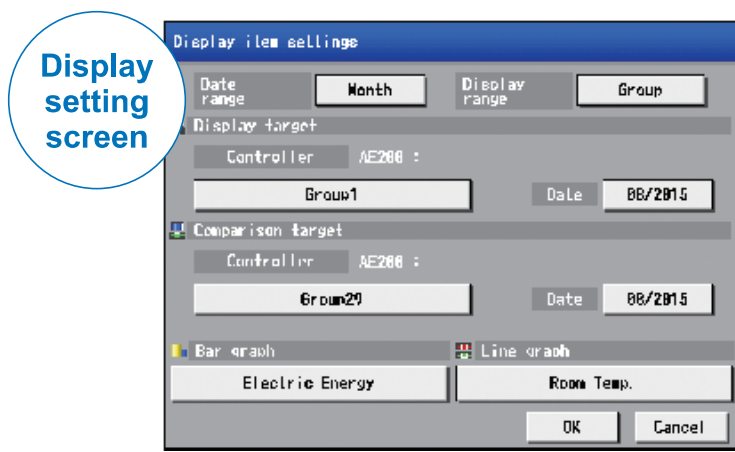 Display
setting
screen
Display item settings
Date
range
Month
Display
range
Group
Display target
Controller AE200 :
Group1
Date 08/2015
Comparison target
Controller AE200 :
Group29
Date 08/2015
Bar graph
Line graph
Electric Energy
Room Temp.
OK
Cancel